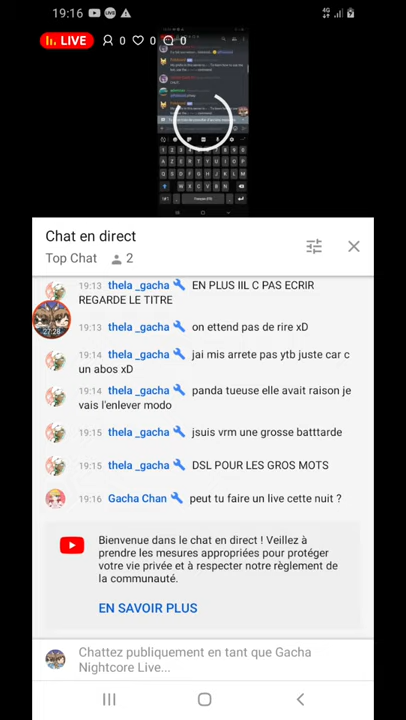 19:16
4G
LIVE 0 0 0
Chat en direct
Top Chat 2
19:13 thela _gacha EN PLUS IIL C PAS ECRIR
REGARDE LE TITRE
27:28
19:13 thela _gacha on ettend pas de rire xD
19:14 thela _gacha jai mis arrete pas ytb juste car c
un abos xD
19:14 thela _gacha panda tueuse elle avait raison je
vais l'enlever modo
19:15 thela _gacha jsuis vrm une grosse batttarde
19:15 thela _gacha DSL POUR LES GROS MOTS
19:16 Gacha Chan peut tu faire un live cette nuit ?
Bienvenue dans le chat en direct ! Veillez à
prendre les mesures appropriées pour protéger
votre vie privée et à respecter notre règlement de
la communauté.
EN SAVOIR PLUS
Chattez publiquement en tant que Gacha
Nightcore Live...